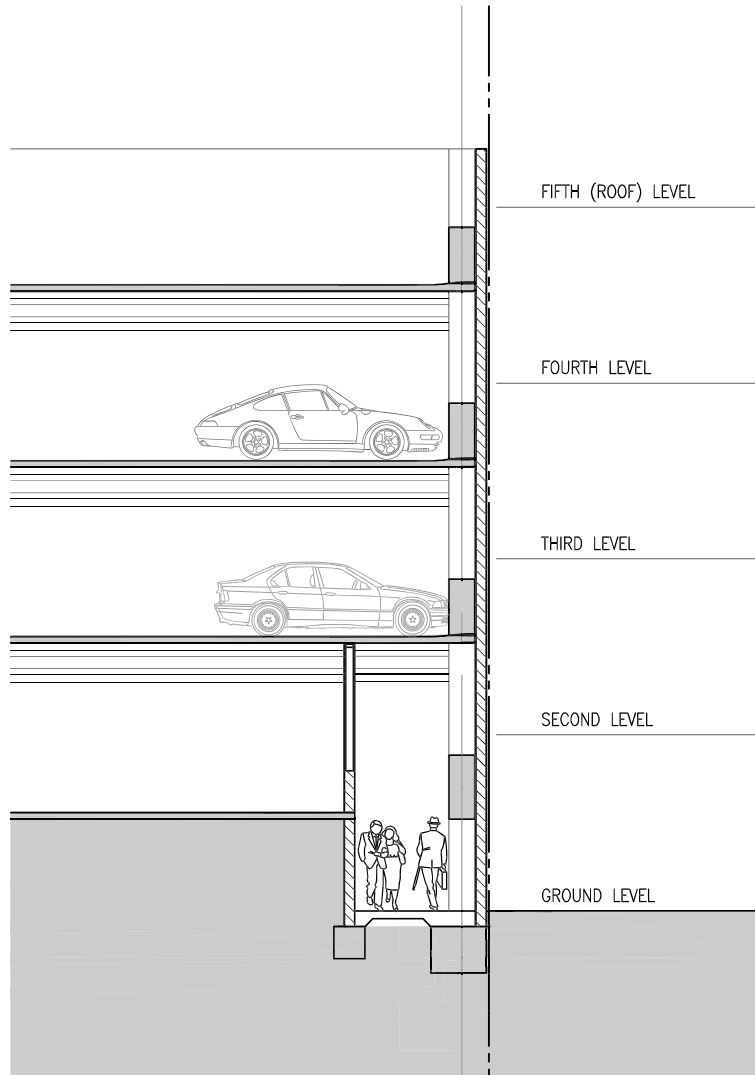 FIFTH (ROOF) LEVEL
FOURTH LEVEL
THIRD LEVEL
SECOND LEVEL
GROUND LEVEL